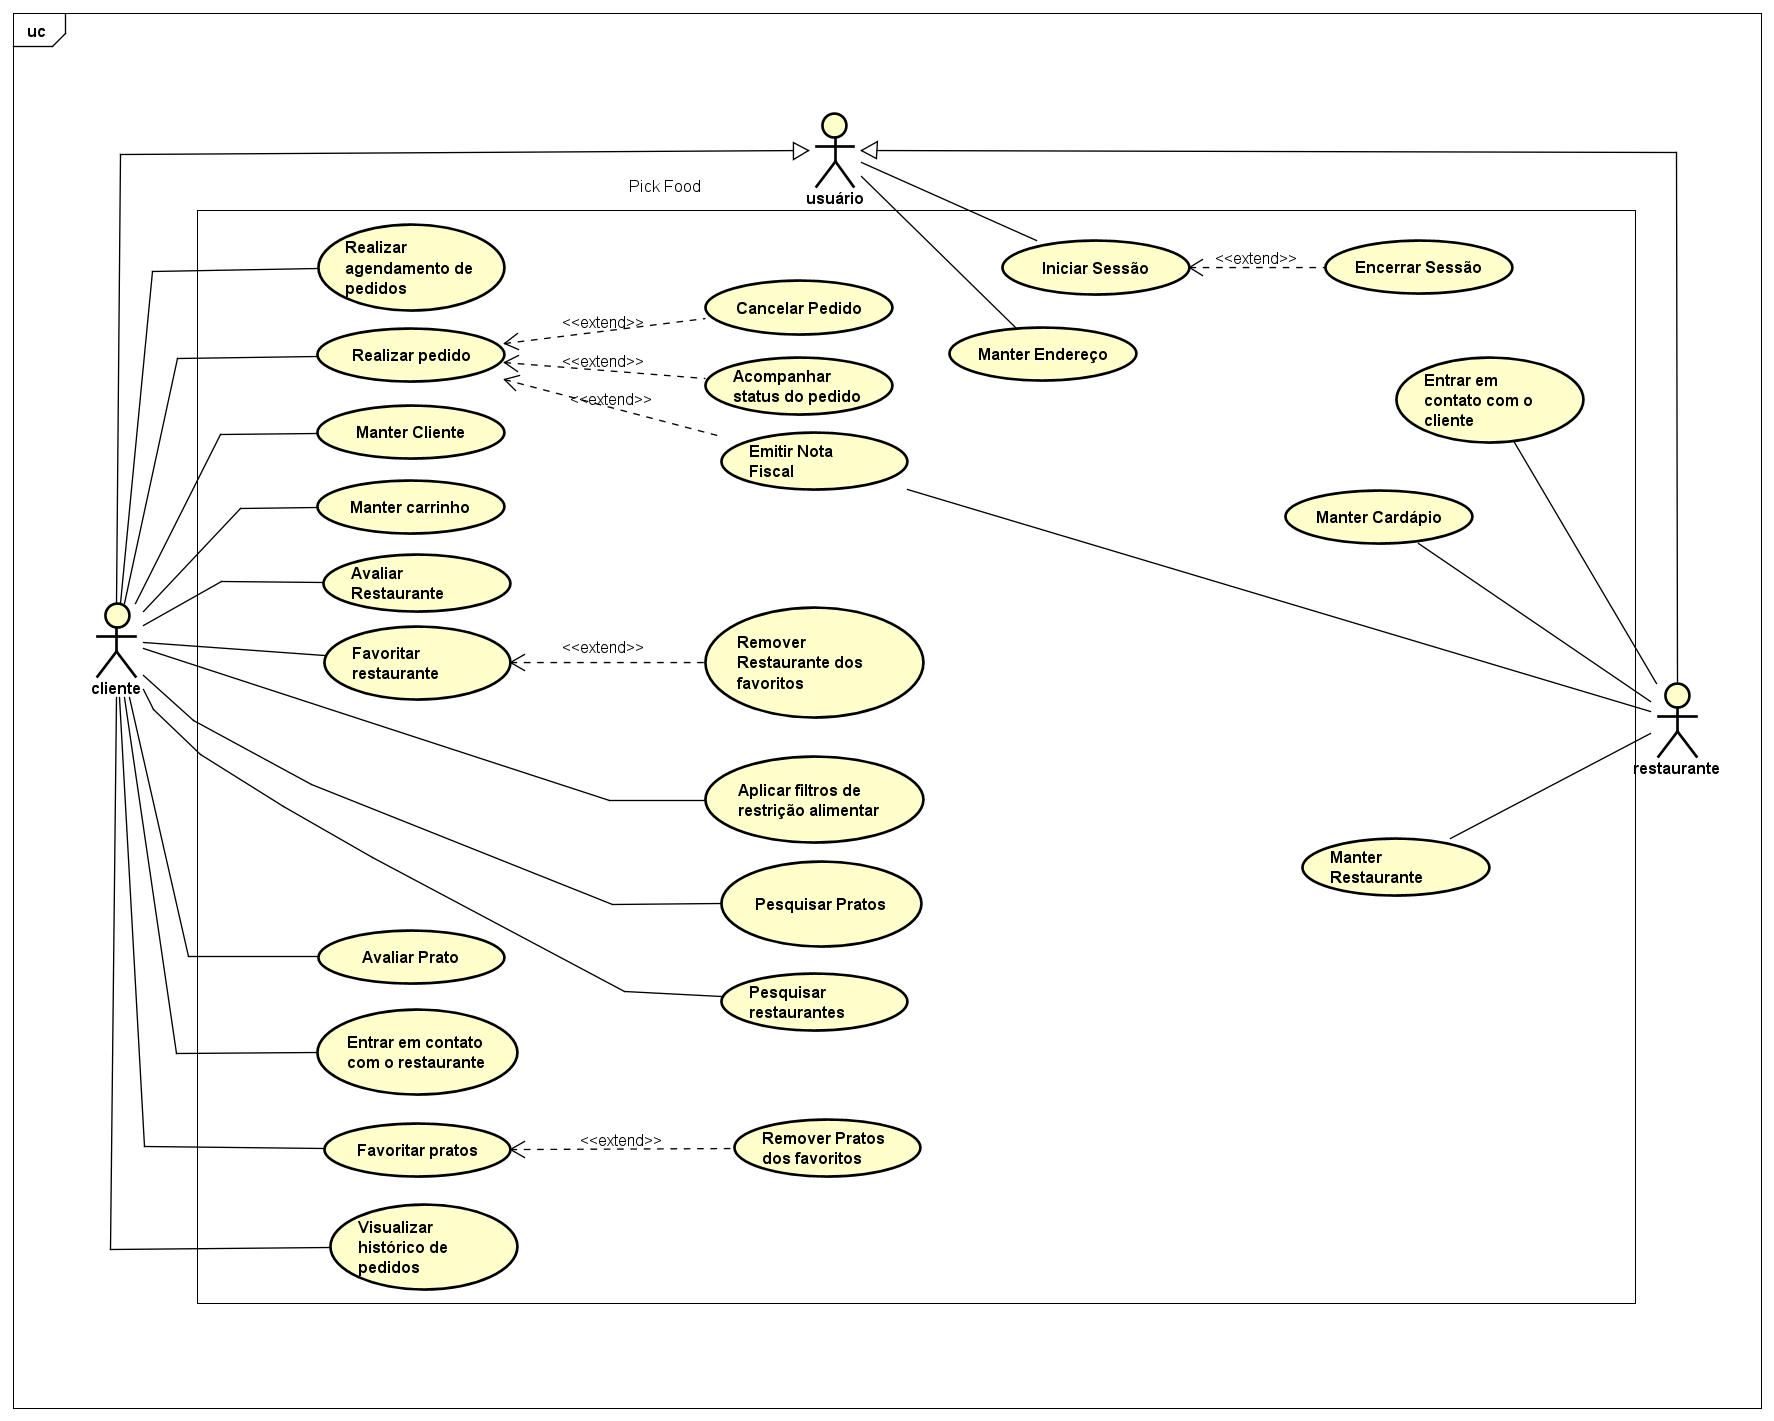 uc
usuário
Pick Food
Realizar
agendamento de
pedidos
Iniciar Sessão
<<extend>>
Encerrar Sessão
Cancelar Pedido
<<extend>>
Realizar pedido
Manter Endereço
<<extend>>
Acompanhar
status do pedido
<<extend>>
Entrar em
contato com o
cliente
Manter Cliente
Emitir Nota
Fiscal
Manter carrinho
Manter Cardápio
Avaliar
Restaurante
Favoritar
restaurante
<<extend>>
Remover
Restaurante dos
favoritos
cliente
restaurante
Aplicar filtros de
restrição alimentar
Manter
Restaurante
Pesquisar Pratos
Avaliar Prato
Pesquisar
restaurantes
Entrar em contato
com o restaurante
Favoritar pratos
<<extend>>
Remover Pratos
dos favoritos
Visualizar
histórico de
pedidos